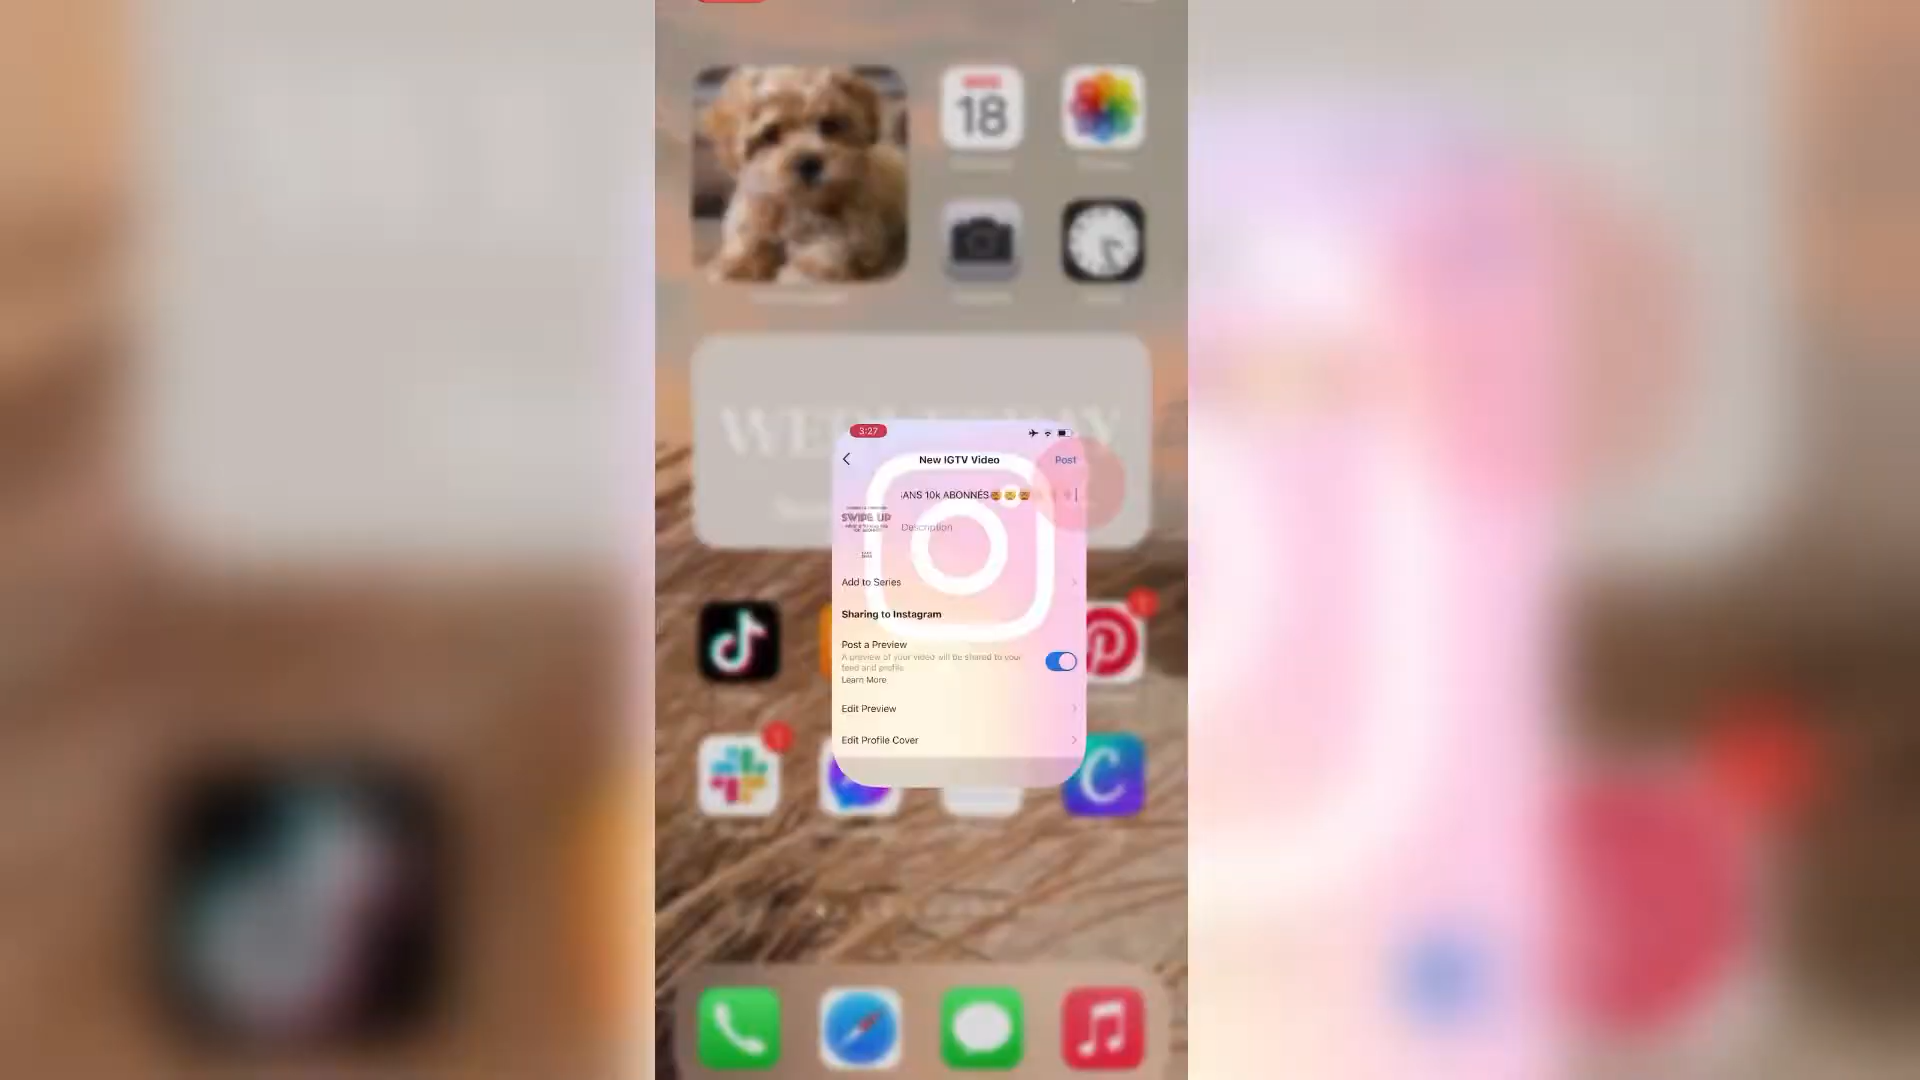 18
3:27
New IGTV Video
Post
ANS 10k ABONNÉS🤯🤯🤯
SWIPE UP
Description
Add to Series
Sharing to Instagram
Post a Preview
A preview of your video will be shared to your
feed and profile
Learn More
Edit Preview
Edit Profile Cover